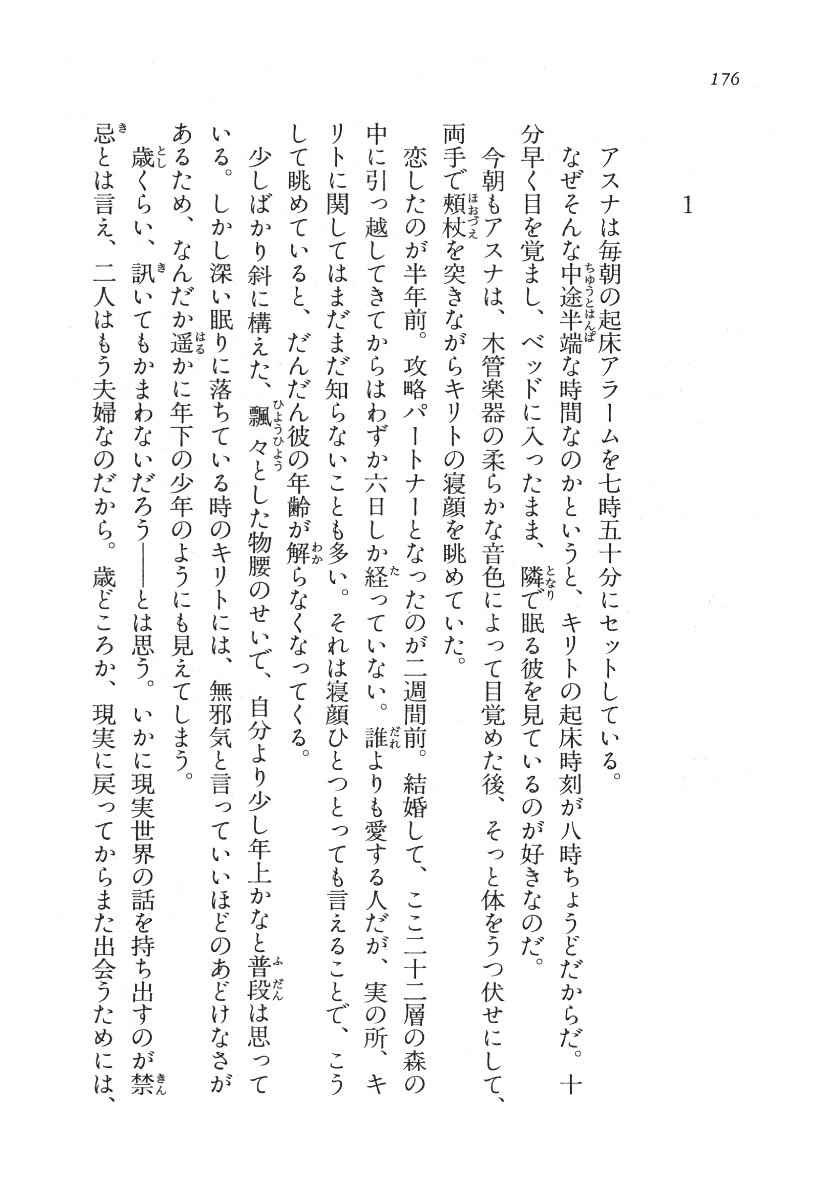 176
1
アスナは毎朝の起床アラームを七時五十分にセットしている。
なぜそんな中途半端な時間なのかというと、キリトの起床時刻が八時ちょうどだからだ。十
分早く目を覚まし、ベッドに入ったまま、隣で眠る彼を見ているのが好きなのだ。
今朝もアスナは、木管楽器の柔らかな音色によって目覚めた後、そっと体をうつ伏せにして、
両手で頰杖を突きながらキリトの寝顔を眺めていた。
恋したのが半年前。攻略パートナーとなったのが二週間前。結婚して、ここ二十二層の森の
中に引っ越してきてからはわずか六日しか経っていない。誰よりも愛する人だが、実の所、キ
リトに関してはまだまだ知らないことも多い。それは寝顔ひとつとっても言えることで、こう
して眺めていると、だんだん彼の年齢が解らなくなってくる。
少しばかり斜に構えた、飄々とした物腰のせいで、自分より少し年上かなと普段は思って
いる。しかし深い眠りに落ちている時のキリトには、無邪気と言っていいほどのあどけなさが
あるため、なんだか遥かに年下の少年のようにも見えてしまう。
歳くらい、訊いてもかまわないだろう──とは思う。いかに現実世界の話を持ち出すのが禁
忌とは言え、二人はもう夫婦なのだから。歳どころか、現実に戻ってからまた出会うためには、